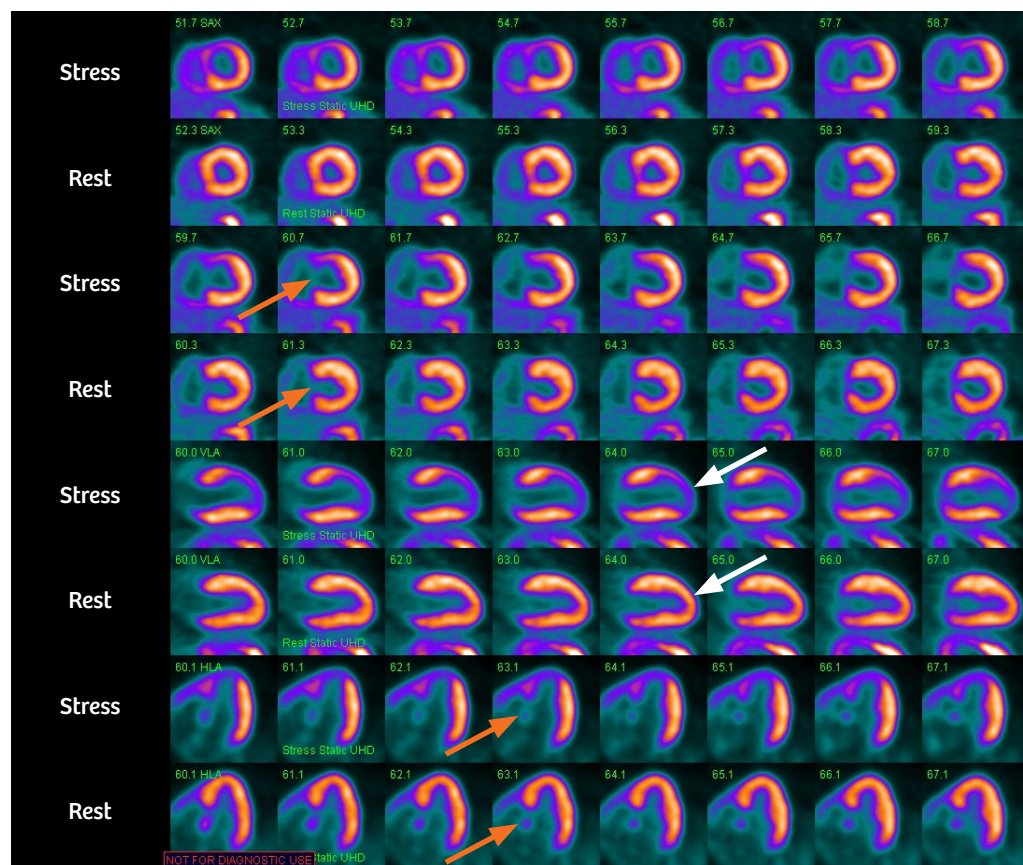 51.7 SAX 52.7 53.7 54.7 55.7 56.7 57.7 58.7
Stress
Stress Static UHD
52.3 SAX 53.3 54.3 55.3 56.3 57.3 58.3 59.3
Rest
Rest Static UHD
59.7 60.7 61.7 62.7 63.7 64.7 65.7 66.7
Stress
60.3 61.3 62.3 63.3 64.3 65.3 66.3 67.3
Rest
60.0 VLA 61.0 62.0 63.0 64.0 65.0 66.0 67.0
Stress
Stress Static UHD
60.0 VLA 61.0 62.0 63.0 64.0 65.0 66.0 67.0
Rest
Rest Static UHD
60.1 HLA 61.1 62.1 63.1 64.1 65.1 66.1 67.1
Stress
Stress Static UHD
60.1 HLA 61.1 62.1 63.1 64.1 65.1 66.1 67.1
Rest
NOT FOR DIAGNOSTIC USE Static UHD